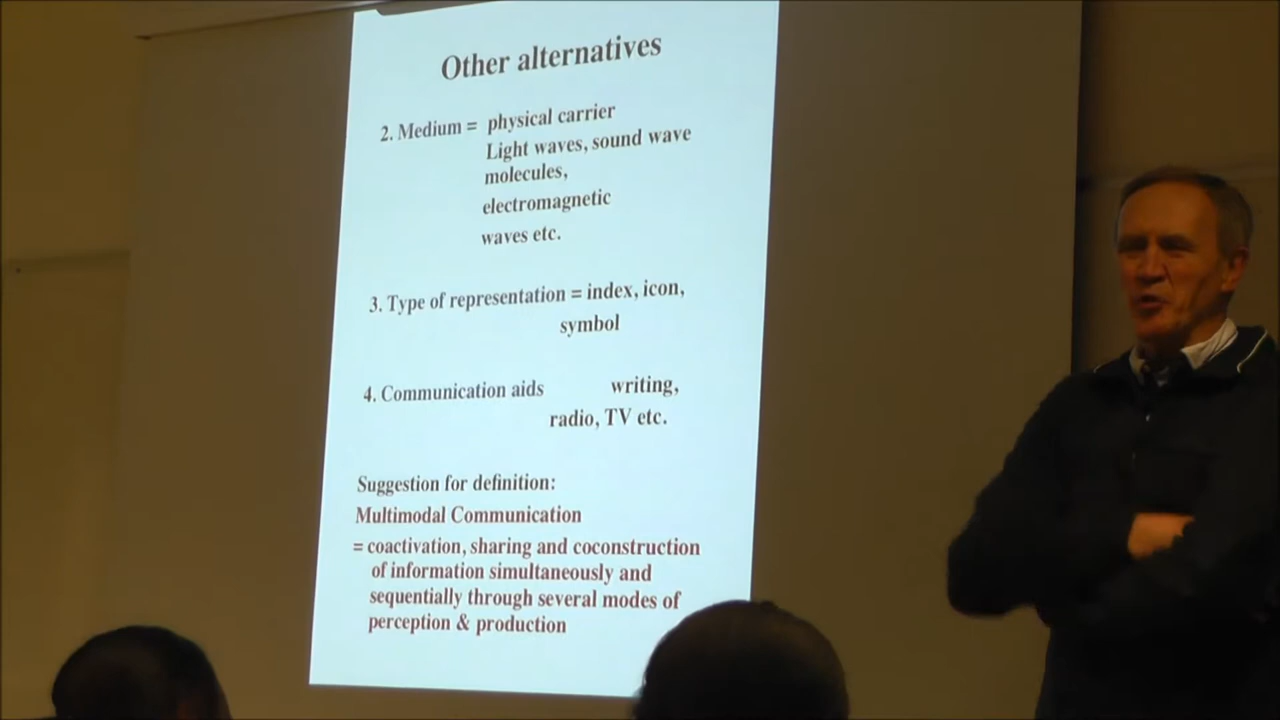 Other alternatives
2. Medium = physical carrier
Light waves, sound wave
molecules,
electromagnetic
waves etc.
3. Type of representation = index, icon,
symbol
4. Communication aids writing,
radio, TV etc.
Suggestion for definition:
Multimodal Communication
= coactivation, sharing and coconstruction
of information simultaneously and
sequentially through several modes of
perception & production